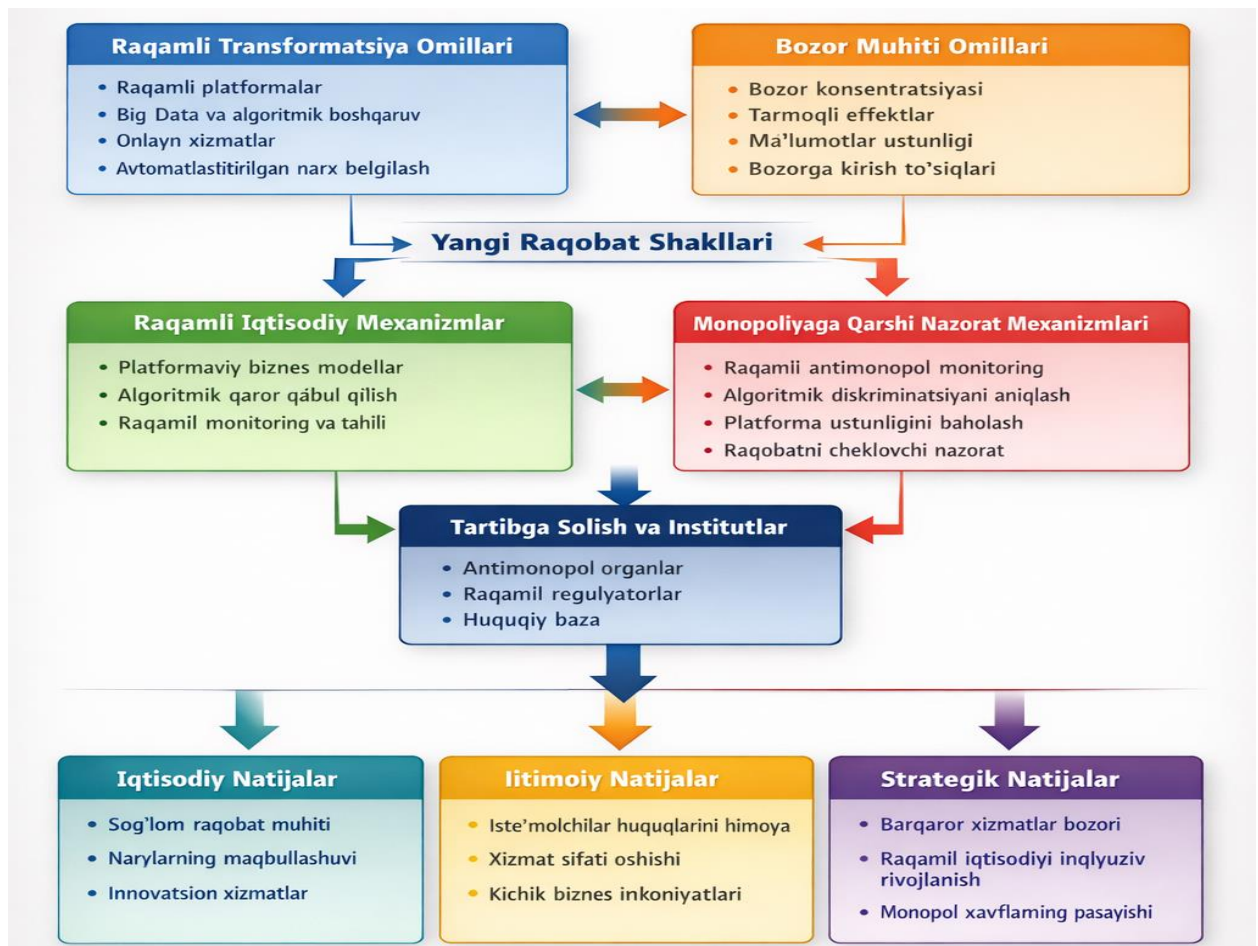 Raqamli Transformatsiya Omillari
• Raqamli platformalar
• Big Data va algoritmik boshqaruv
• Onlayn xizmatlar
• Avtomatlastitirilgan narx belgilash
Bozor Muhiti Omillari
• Bozor konsentratsiyasi
• Tarmoqli effektlar
• Má'lumotlar ustunligi
• Bozorga kirish to'siqlari
Yangi Raqobat Shakllari
Raqamli Iqtisodiy Mexanizmlar
• Platformaviy biznes modellar
• Algoritmik qaror qábul qilish
• Raqamil monitoring va tahili
Monopoliyaga Qarshi Nazorat Mexanizmlari
• Raqamii antimonopol monitoring
• Algoritmik diskriminatsiyani aniqlash
• Platforma ustunligini baholash
• Raqobatni cheklovchi nazorat
Tartibga Solish va Institutlar
• Antimonopol organlar
• Raqamil regulyatorlar
• Huquqiy baza
Iqtisodiy Natijalar
• Sog'lom raqobat muhiti
• Narylarning maqbullashuvi
• Innovatsion xizmatlar
Iitimoiy Natijalar
• Iste'molchilar huquqlarini himoya
• Xizmat sifati oshishi
• Kichik biznes inkoniyatlari
Strategik Natijalar
• Barqaror xizmatlar bozori
• Raqamil iqtisodiyi inqlyuziv
rivojlanish
• Monopol xavflaming pasayishi